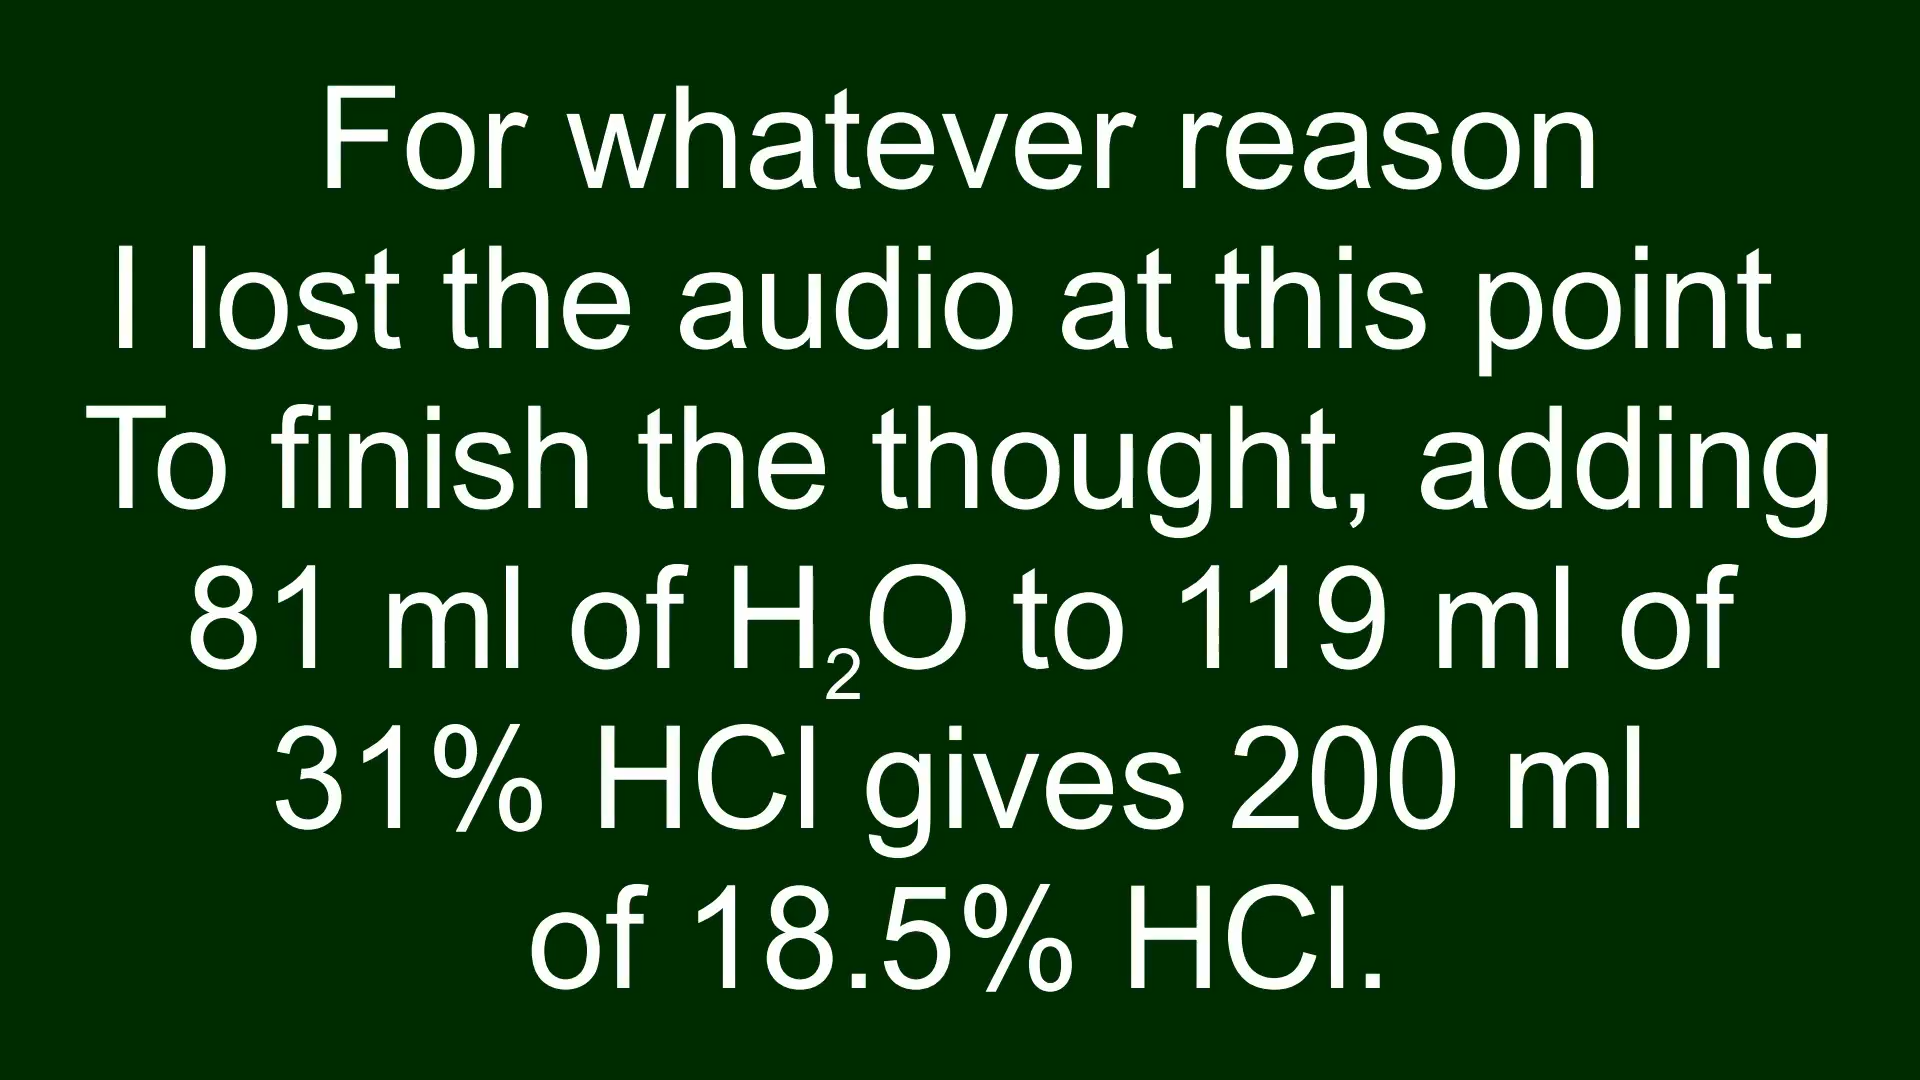 For whatever reason
I lost the audio at this point.
To finish the thought, adding
81 ml of H₂O to 119 ml of
31% HCl gives 200 ml
of 18.5% HCl.